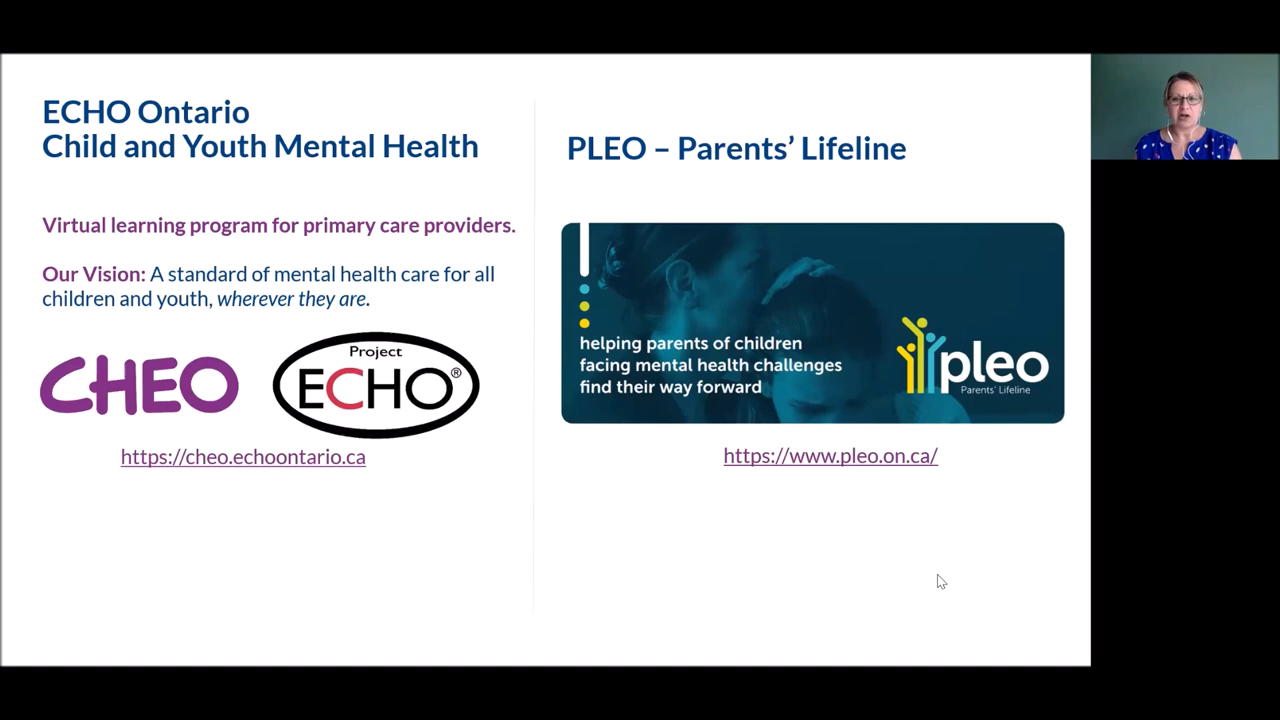 ECHO Ontario
Child and Youth Mental Health
Virtual learning program for primary care providers.
Our Vision: A standard of mental health care for all
children and youth, wherever they are.
CHEO
Project
ECHO®
https://cheo.echoontario.ca
PLEO – Parents’ Lifeline
helping parents of children
facing mental health challenges
find their way forward
pleo
Parents' Lifeline
https://www.pleo.on.ca/